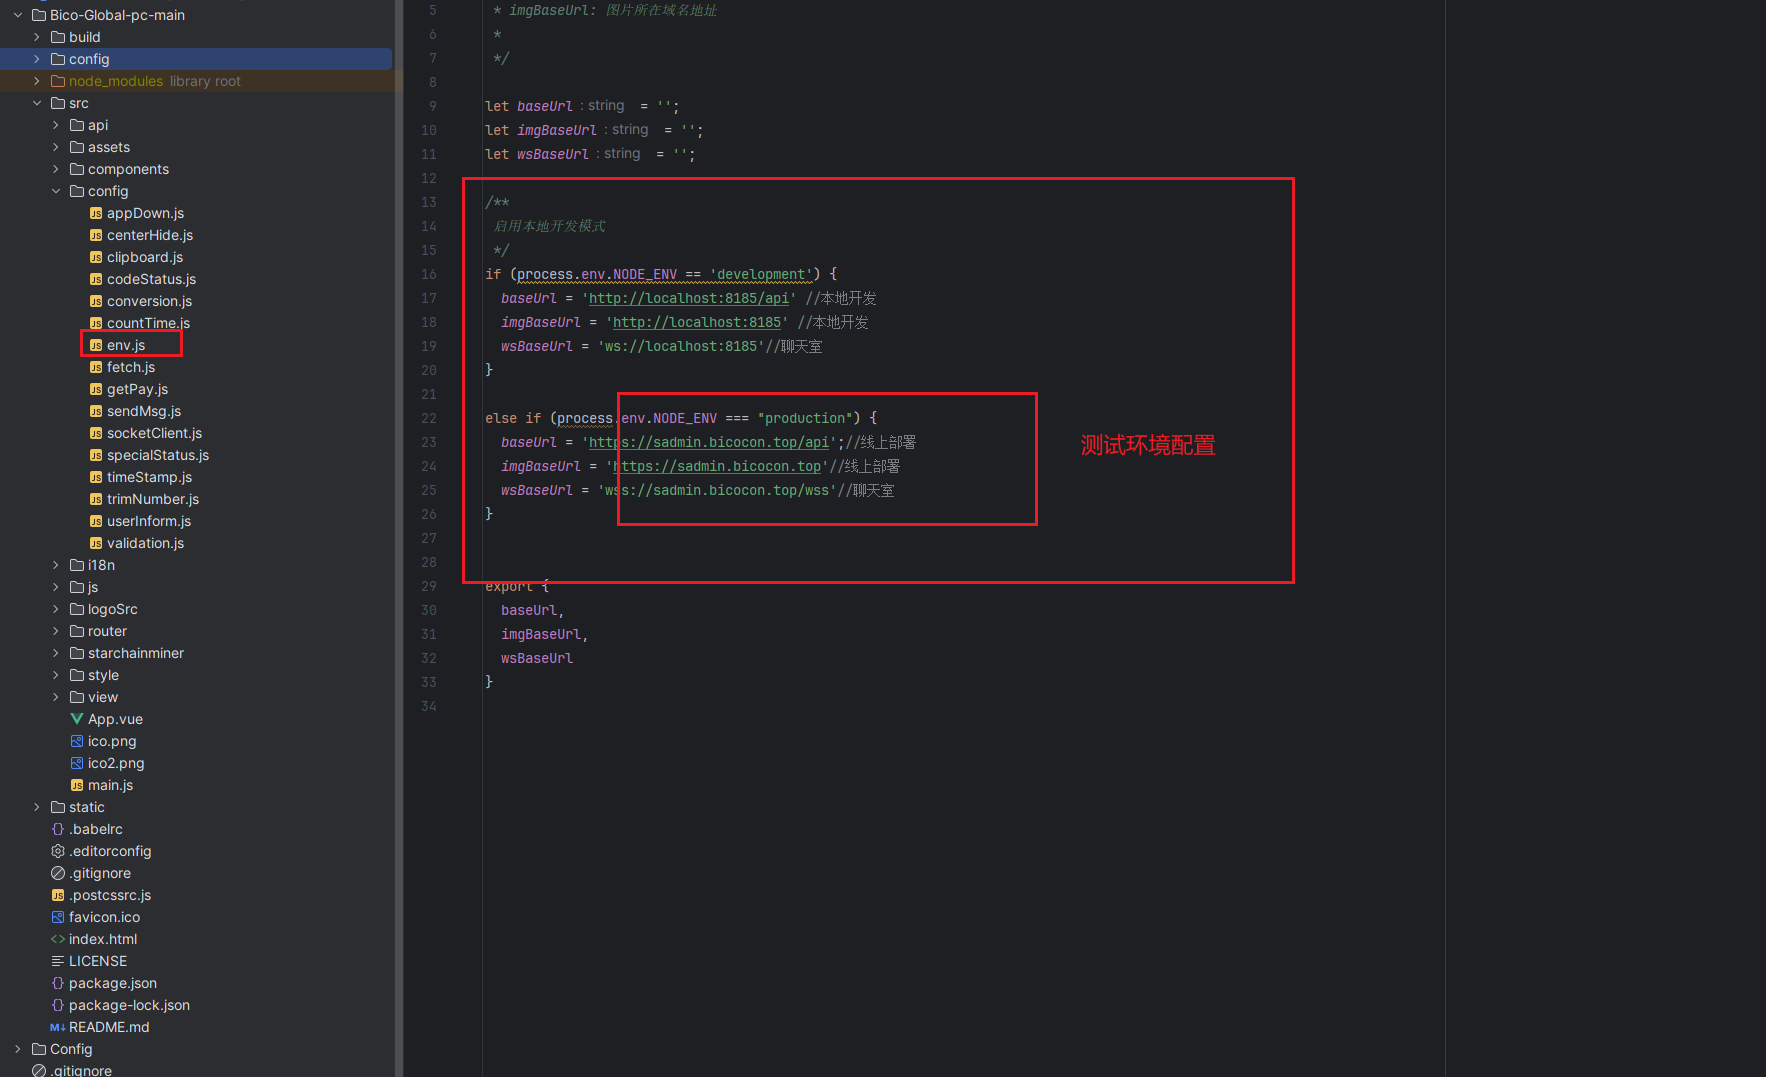 Bico-Global-pc-main
build
config
node_modules library root
src
api
assets
components
config
appDown.js
centerHide.js
clipboard.js
codeStatus.js
conversion.js
countTime.js
env.js
fetch.js
getPay.js
sendMsg.js
socketClient.js
specialStatus.js
timeStamp.js
trimNumber.js
userInform.js
validation.js
i18n
js
logoSrc
router
starchainminer
style
view
App.vue
ico.png
ico2.png
main.js
static
.babelrc
.editorconfig
.gitignore
.postcssrc.js
favicon.ico
index.html
LICENSE
package.json
package-lock.json
README.md
Config
.gitignore
5 * imgBaseUrl: 图片所在域名地址
6 *
7 */
8
9 let baseUrl : string = '';
10 let imgBaseUrl : string = '';
11 let wsBaseUrl : string = '';
12
13 /**
14 启用本地开发模式
15 */
16 if (process.env.NODE_ENV == 'development') {
17 baseUrl = 'http://localhost:8185/api' //本地开发
18 imgBaseUrl = 'http://localhost:8185' //本地开发
19 wsBaseUrl = 'ws://localhost:8185'//聊天室
20 }
21
22 else if (process.env.NODE_ENV === "production") {
23 baseUrl = 'https://sadmin.bicocon.top/api';//线上部署
24 imgBaseUrl = 'https://sadmin.bicocon.top'//线上部署
25 wsBaseUrl = 'wss://sadmin.bicocon.top/wss'//聊天室
26 }
27
28
29 export {
30 baseUrl,
31 imgBaseUrl,
32 wsBaseUrl
33 }
34
测试环境配置